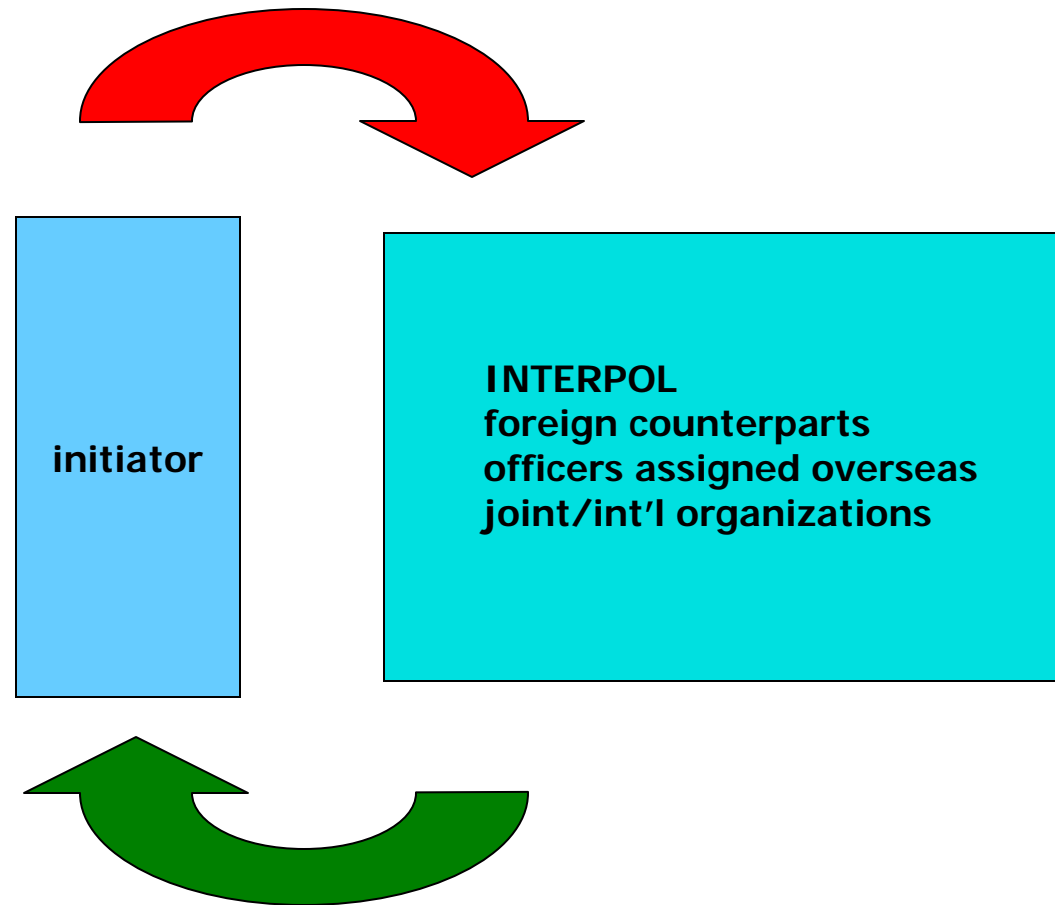 initiator
INTERPOL
foreign counterparts
officers assigned overseas
joint/int’l organizations